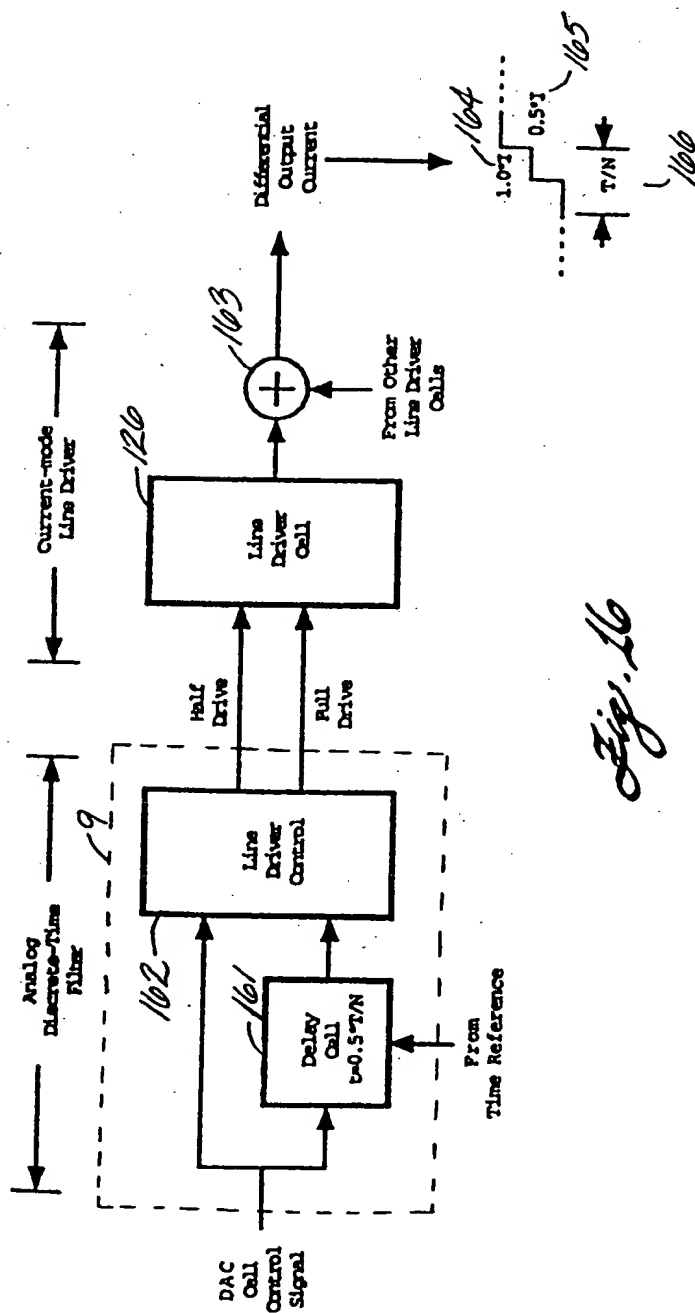 Analog
Discrete-Time
Filter
Current-mode
Line Driver
9
162
Line
Driver
Control
161
Delay
Cell
t=0.5*T/N
DAC
Cell
Control
Signal
From
Time Reference
Half
Drive
Full
Drive
126
Line
Driver
Cell
163
+
From Other
Line Driver
Cells
Differential
Output
Current
164
1.0*I
0.5*I
165
T/N
166
Fig. 16